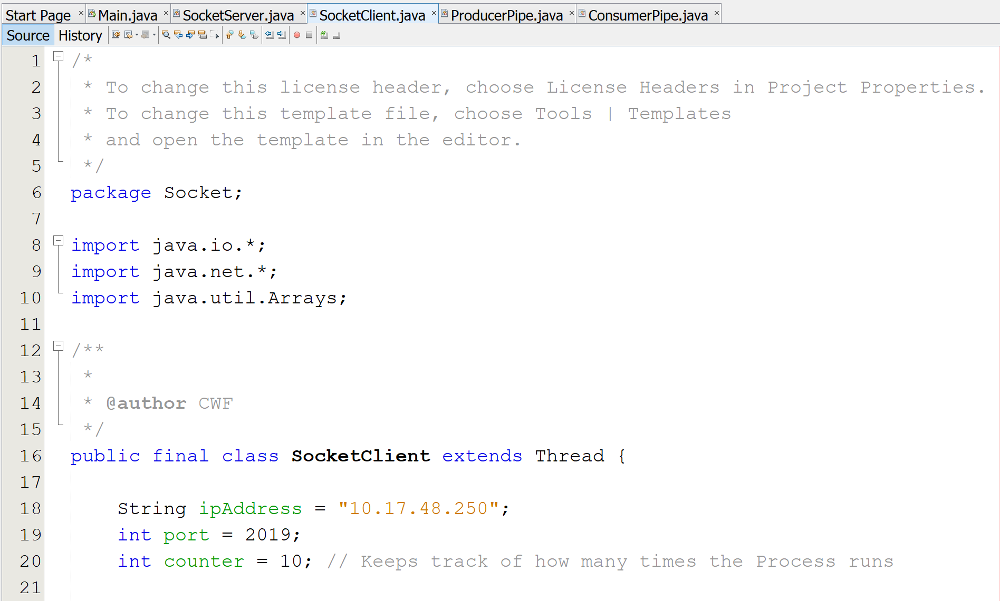 Start Page × Main.java × SocketServer.java × SocketClient.java × ProducerPipe.java × ConsumerPipe.java ×
Source History
1 /*
2 * To change this license header, choose License Headers in Project Properties.
3 * To change this template file, choose Tools | Templates
4 * and open the template in the editor.
5 */
6 package Socket;
7
8 import java.io.*;
9 import java.net.*;
10 import java.util.Arrays;
11
12 /**
13 *
14 * @author CWF
15 */
16 public final class SocketClient extends Thread {
17
18 String ipAddress = "10.17.48.250";
19 int port = 2019;
20 int counter = 10; // Keeps track of how many times the Process runs
21